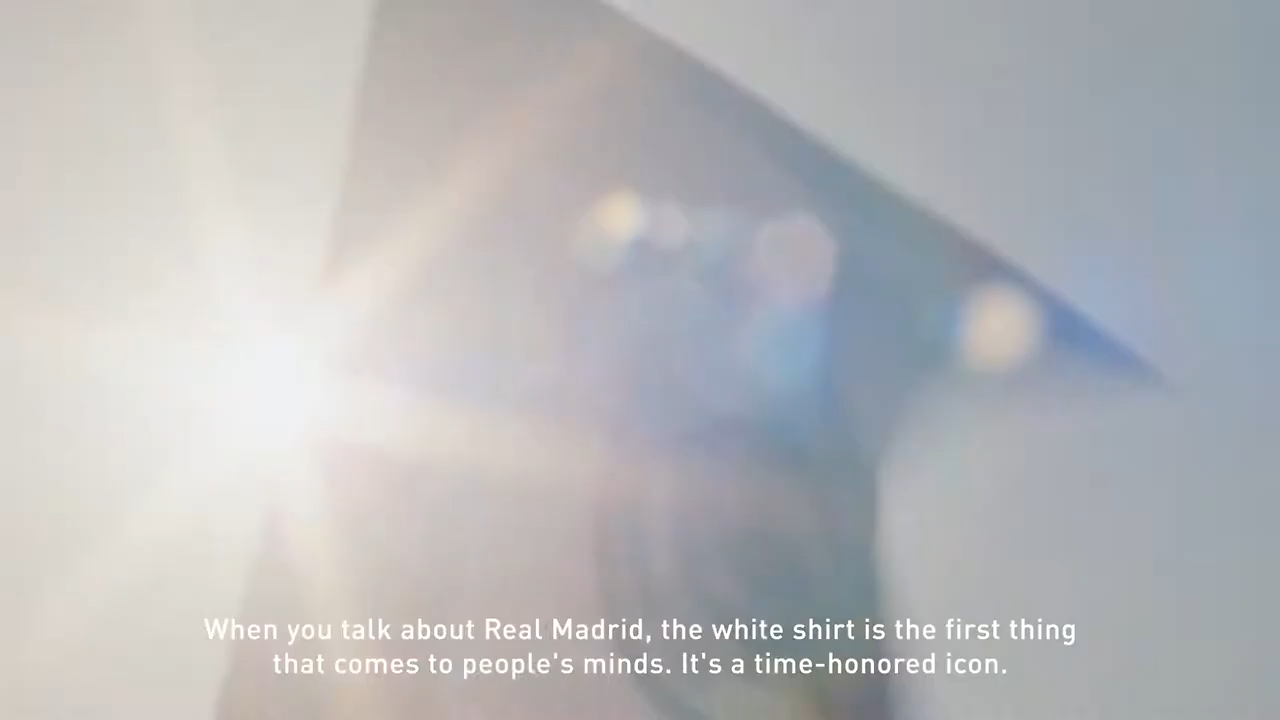 When you talk about Real Madrid, the white shirt is the first thing
that comes to people's minds. It's a time-honored icon.